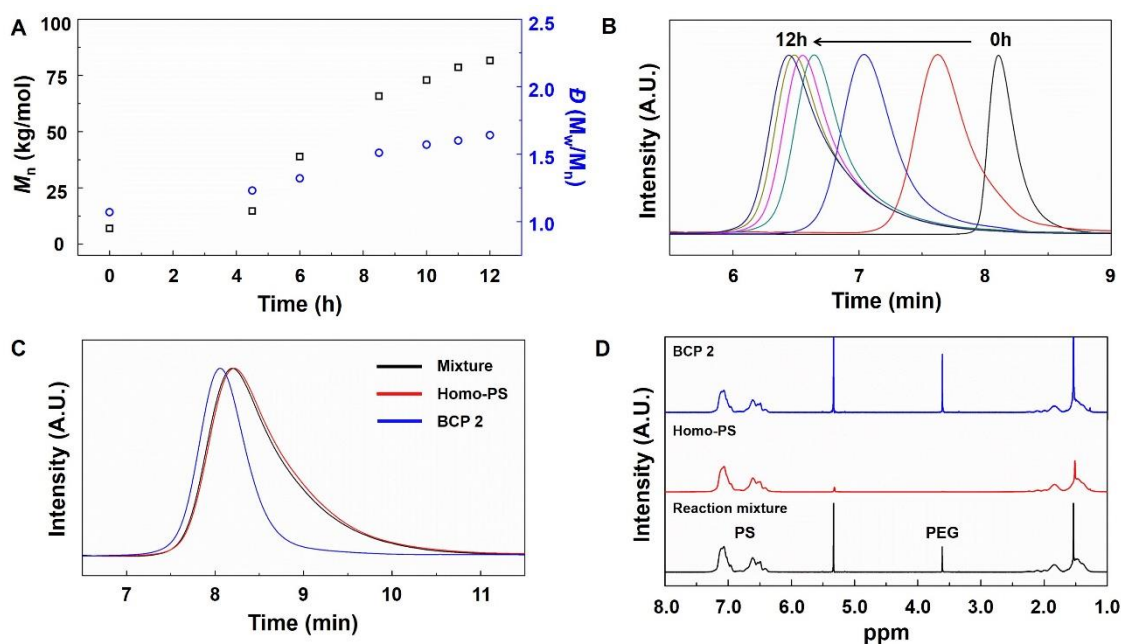 A
100
75
50
25
0
Mn (kg/mol)
0 2 4 6 8 10 12
Time (h)
2.5
2.0
1.5
1.0
Đ (Mw/Mn)
B
12h 0h
Intensity (A.U.)
6 7 8 9
Time (min)
C
Mixture
Homo-PS
BCP 2
Intensity (A.U.)
7 8 9 10 11
Time (min)
D
BCP 2
Homo-PS
Reaction mixture
PS PEG
Intensity (A.U.)
8.0 7.0 6.0 5.0 4.0 3.0 2.0 1.0
ppm